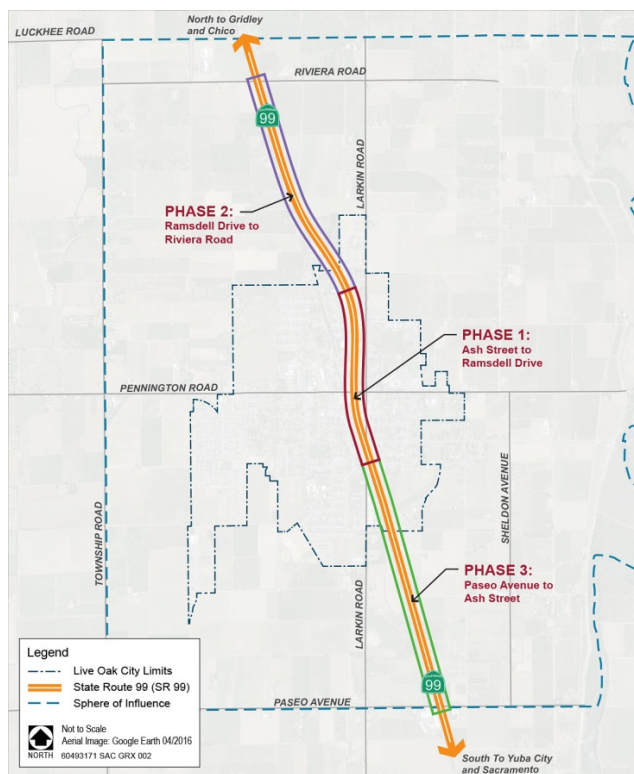 North to Gridley
and Chico
LUCKHEE ROAD
RIVIERA ROAD
99
LARKIN ROAD
PHASE 2:
Ramsdell Drive to
Riviera Road
PHASE 1:
Ash Street to
Ramsdell Drive
PENNINGTON ROAD
TOWNSHIP ROAD
SHELDON AVENUE
PHASE 3:
Paseo Avenue to
Ash Street
LARKIN ROAD
99
PASEO AVENUE
South To Yuba City
and Sacramento
Legend
Live Oak City Limits
State Route 99 (SR 99)
Sphere of Influence
NORTH
Not to Scale
Aerial Image: Google Earth 04/2016
60493171 SAC GRX 002